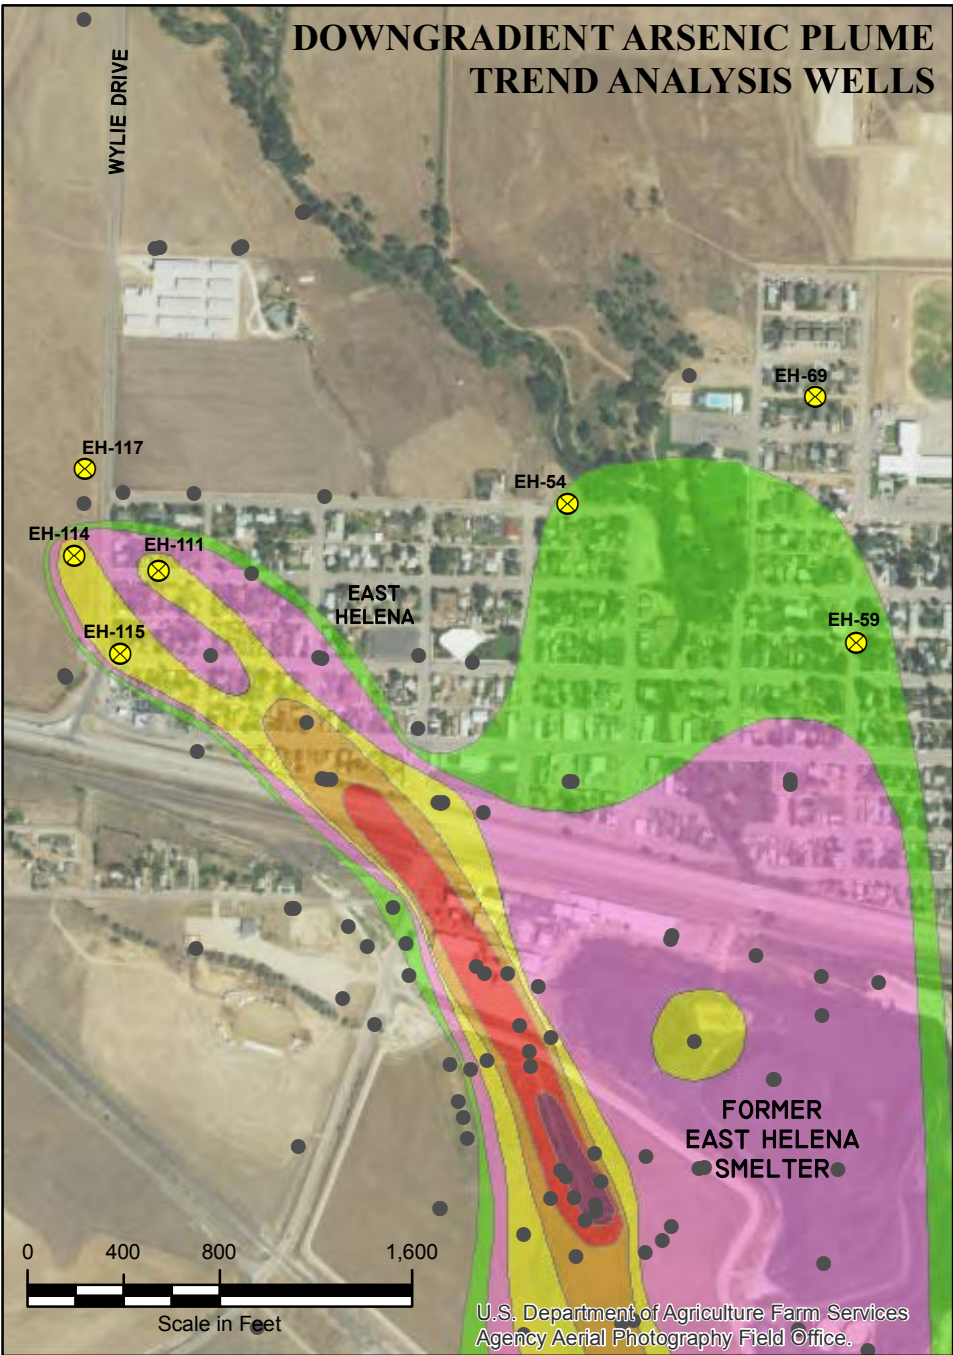 DOWNGRADIENT ARSENIC PLUME
TREND ANALYSIS WELLS
WYLIE DRIVE
EH-69
EH-117
EH-54
EH-114
EH-111
EAST
HELENA
EH-59
EH-115
FORMER
EAST HELENA
SMELTER
0 400 800 1,600
Scale in Feet
U.S. Department of Agriculture Farm Services
Agency Aerial Photography Field Office.